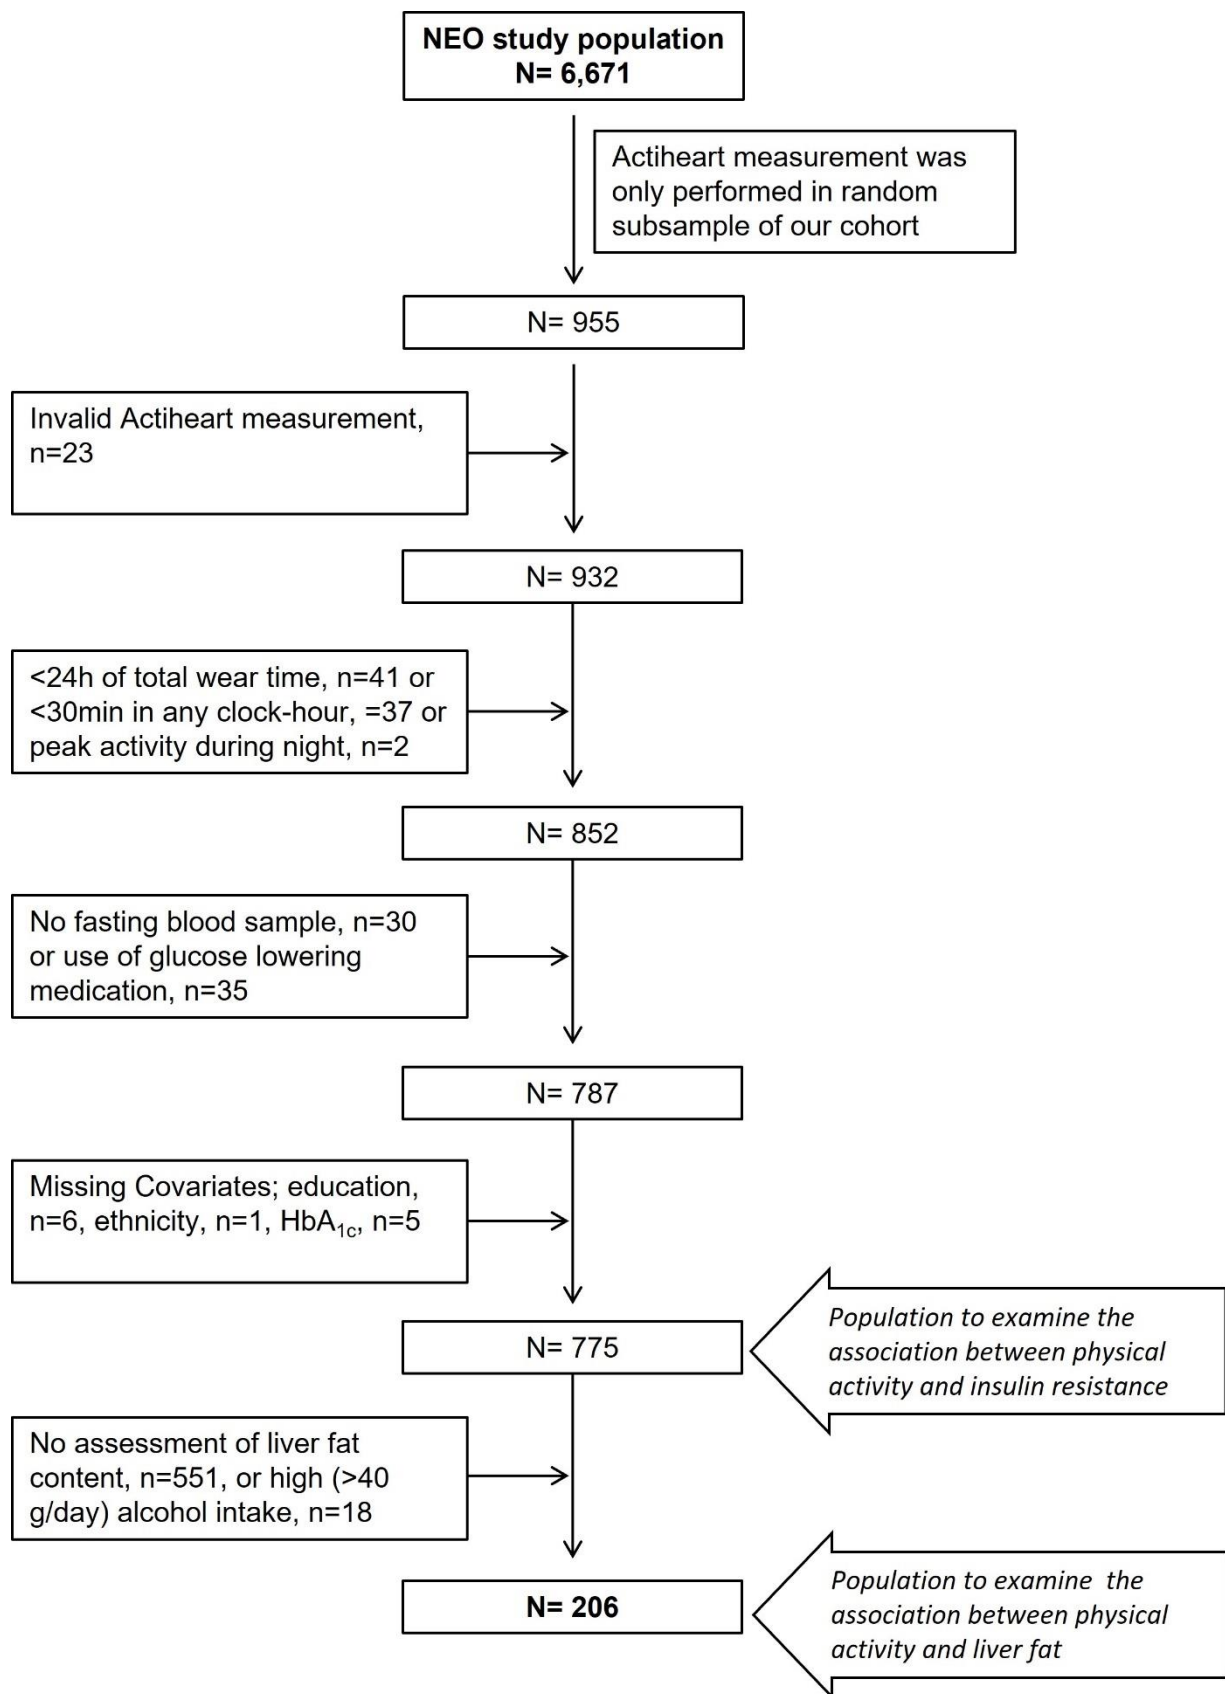 NEO study population
N= 6,671
Actiheart measurement was
only performed in random
subsample of our cohort
N= 955
Invalid Actiheart measurement,
n=23
N= 932
<24h of total wear time, n=41 or
<30min in any clock-hour, =37 or
peak activity during night, n=2
N= 852
No fasting blood sample, n=30
or use of glucose lowering
medication, n=35
N= 787
Missing Covariates; education,
n=6, ethnicity, n=1, HbA1c, n=5
N= 775
Population to examine the
association between physical
activity and insulin resistance
No assessment of liver fat
content, n=551, or high (>40
g/day) alcohol intake, n=18
N= 206
Population to examine  the
association between physical
activity and liver fat